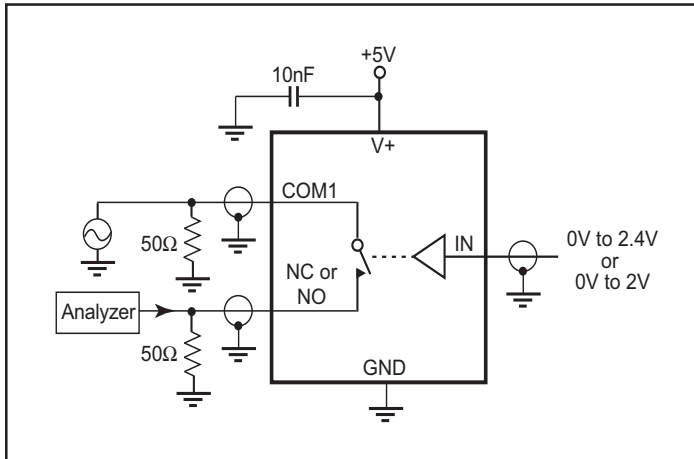 +5V
10nF
V+
COM1
50Ω
NC or
NO
IN
0V to 2.4V
or
0V to 2V
Analyzer
50Ω
GND